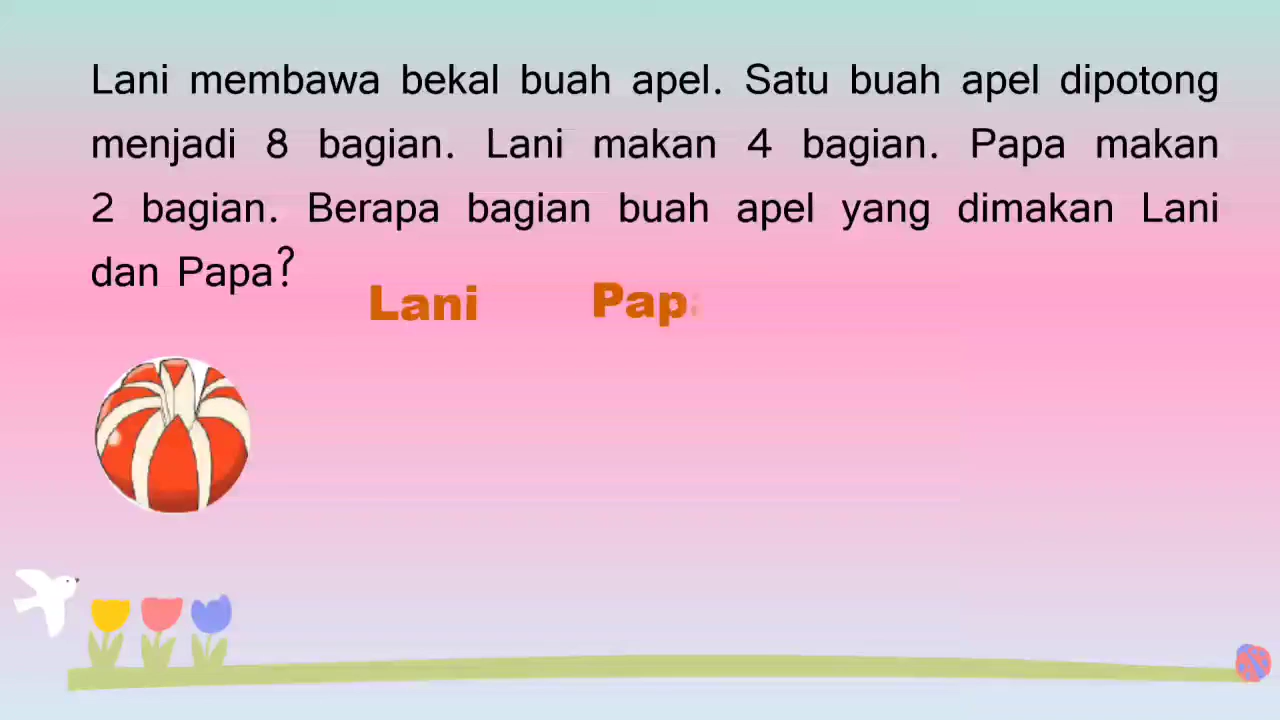 Lani membawa bekal buah apel. Satu buah apel dipotong
menjadi 8 bagian. Lani makan 4 bagian. Papa makan
2 bagian. Berapa bagian buah apel yang dimakan Lani
dan Papa?
Lani Papa